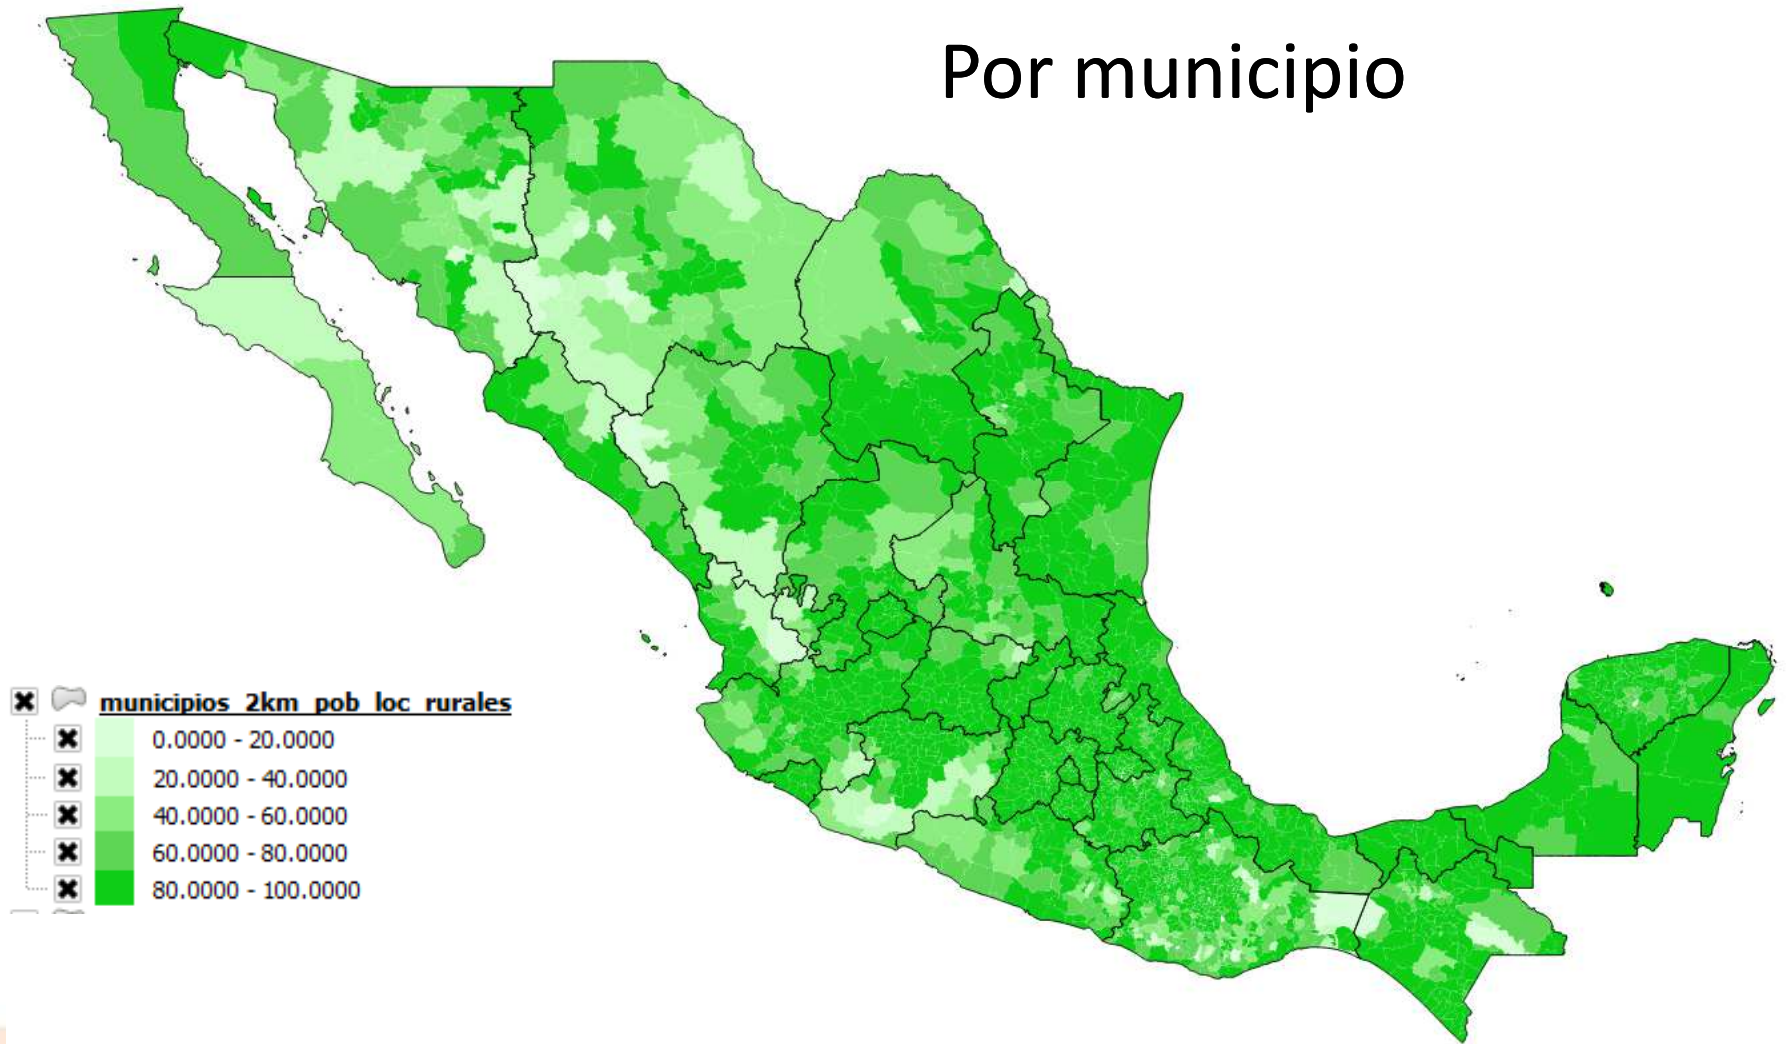 Por municipio
municipios_2km_pob_loc_rurales
0.0000 - 20.0000
20.0000 - 40.0000
40.0000 - 60.0000
60.0000 - 80.0000
80.0000 - 100.0000